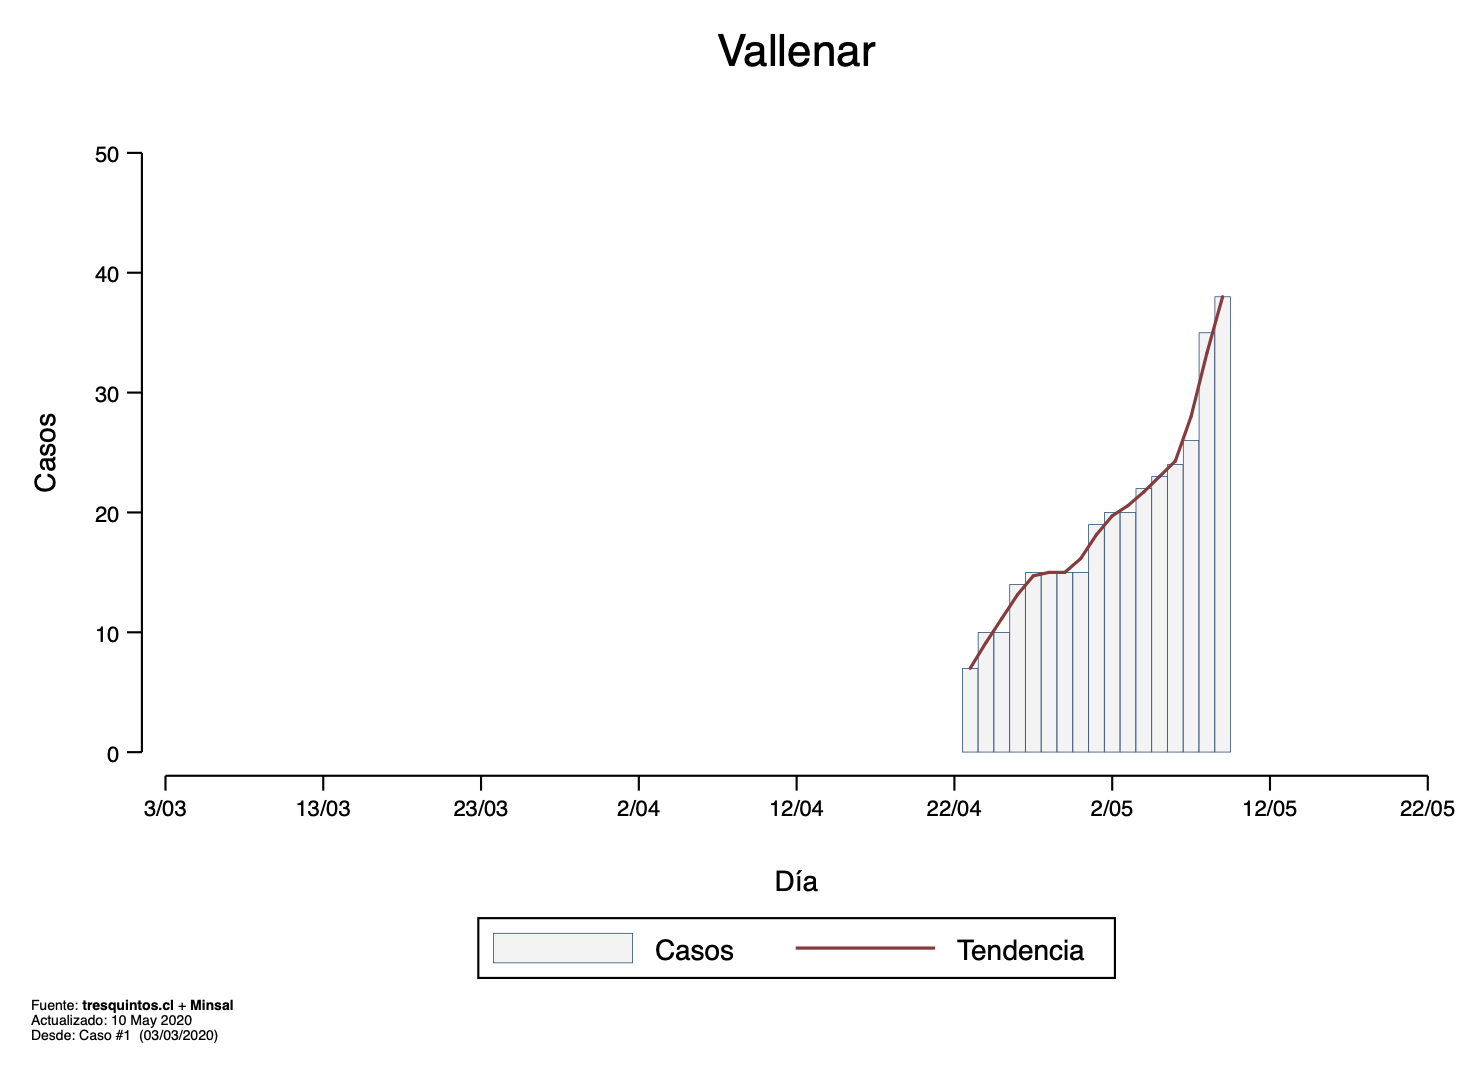 Vallenar
50
40
30
20
10
0
Casos
3/03 13/03 23/03 2/04 12/04 22/04 2/05 12/05 22/05
Día
Casos Tendencia
Fuente: tresquintos.cl + Minsal
Actualizado: 10 May 2020
Desde: Caso #1 (03/03/2020)